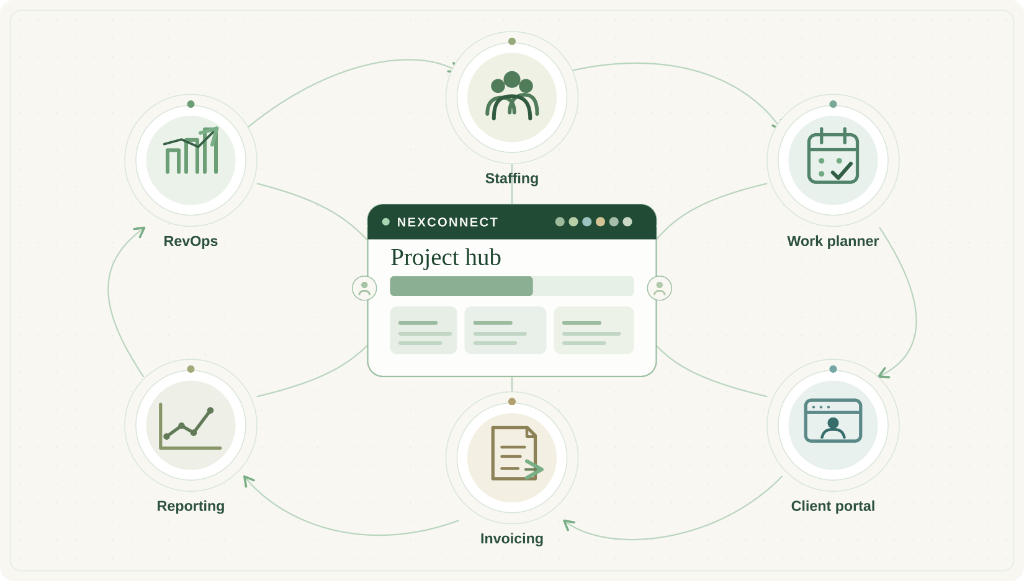 Staffing
RevOps
Work planner
NEXCONNECT
Project hub
Reporting
Client portal
Invoicing